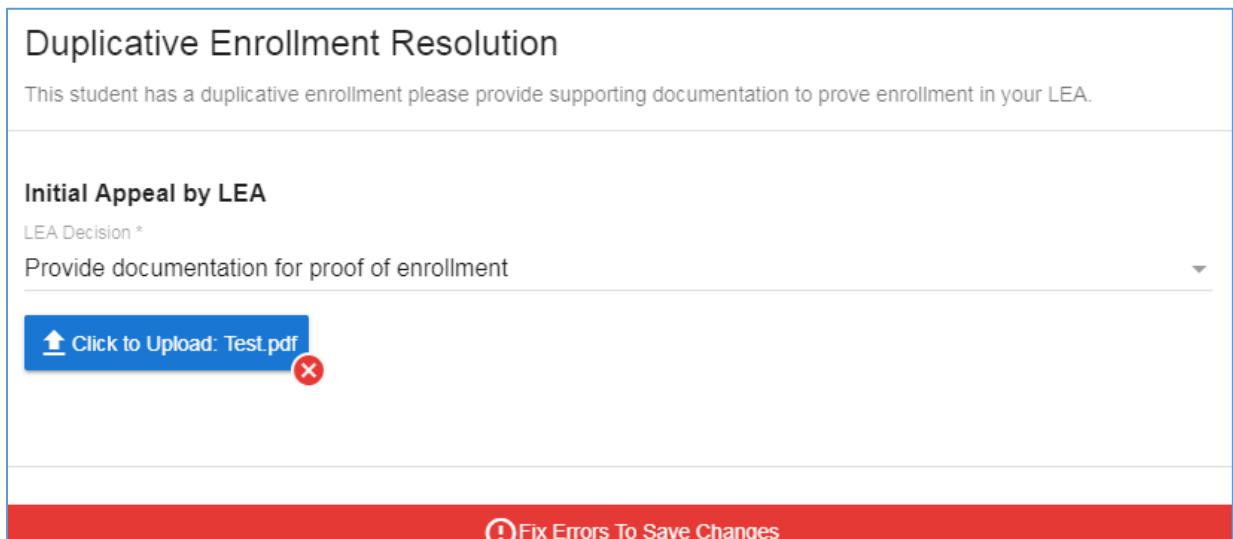 Duplicative Enrollment Resolution
This student has a duplicative enrollment please provide supporting documentation to prove enrollment in your LEA.
Initial Appeal by LEA
LEA Decision *
Provide documentation for proof of enrollment
Click to Upload: Test.pdf
Fix Errors To Save Changes